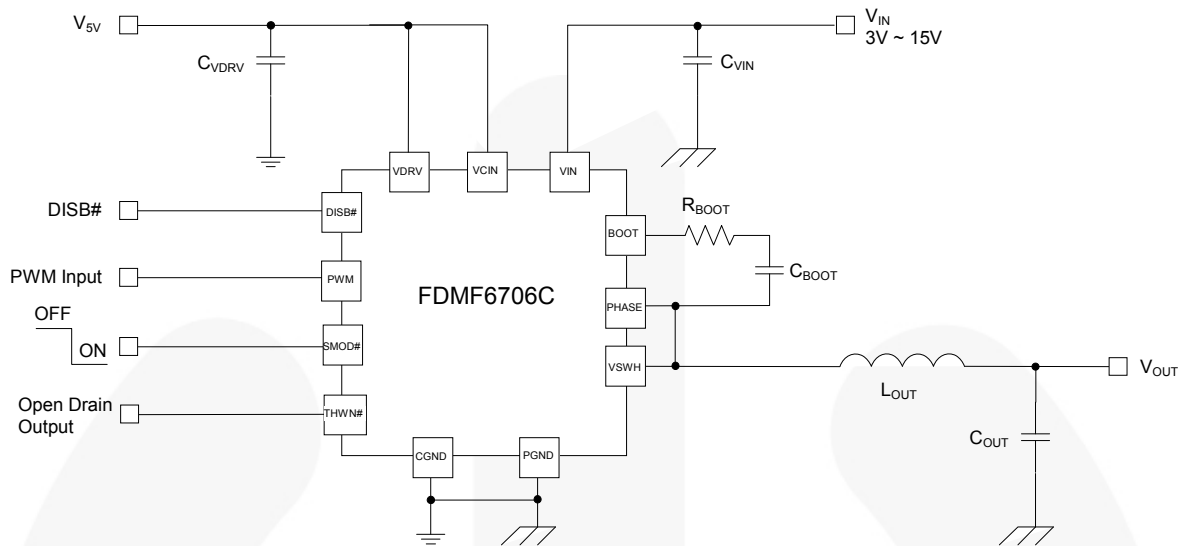 V5V
VIN
3V ~ 15V
CVDRV
CVIN
VDRV
VCIN
VIN
DISB#
DISB#
BOOT
RBOOT
PWM Input
PWM
CBOOT
FDMF6706C
PHASE
OFF
ON
SMOD#
VSWH
VOUT
LOUT
Open Drain
Output
THWN#
COUT
CGND
PGND